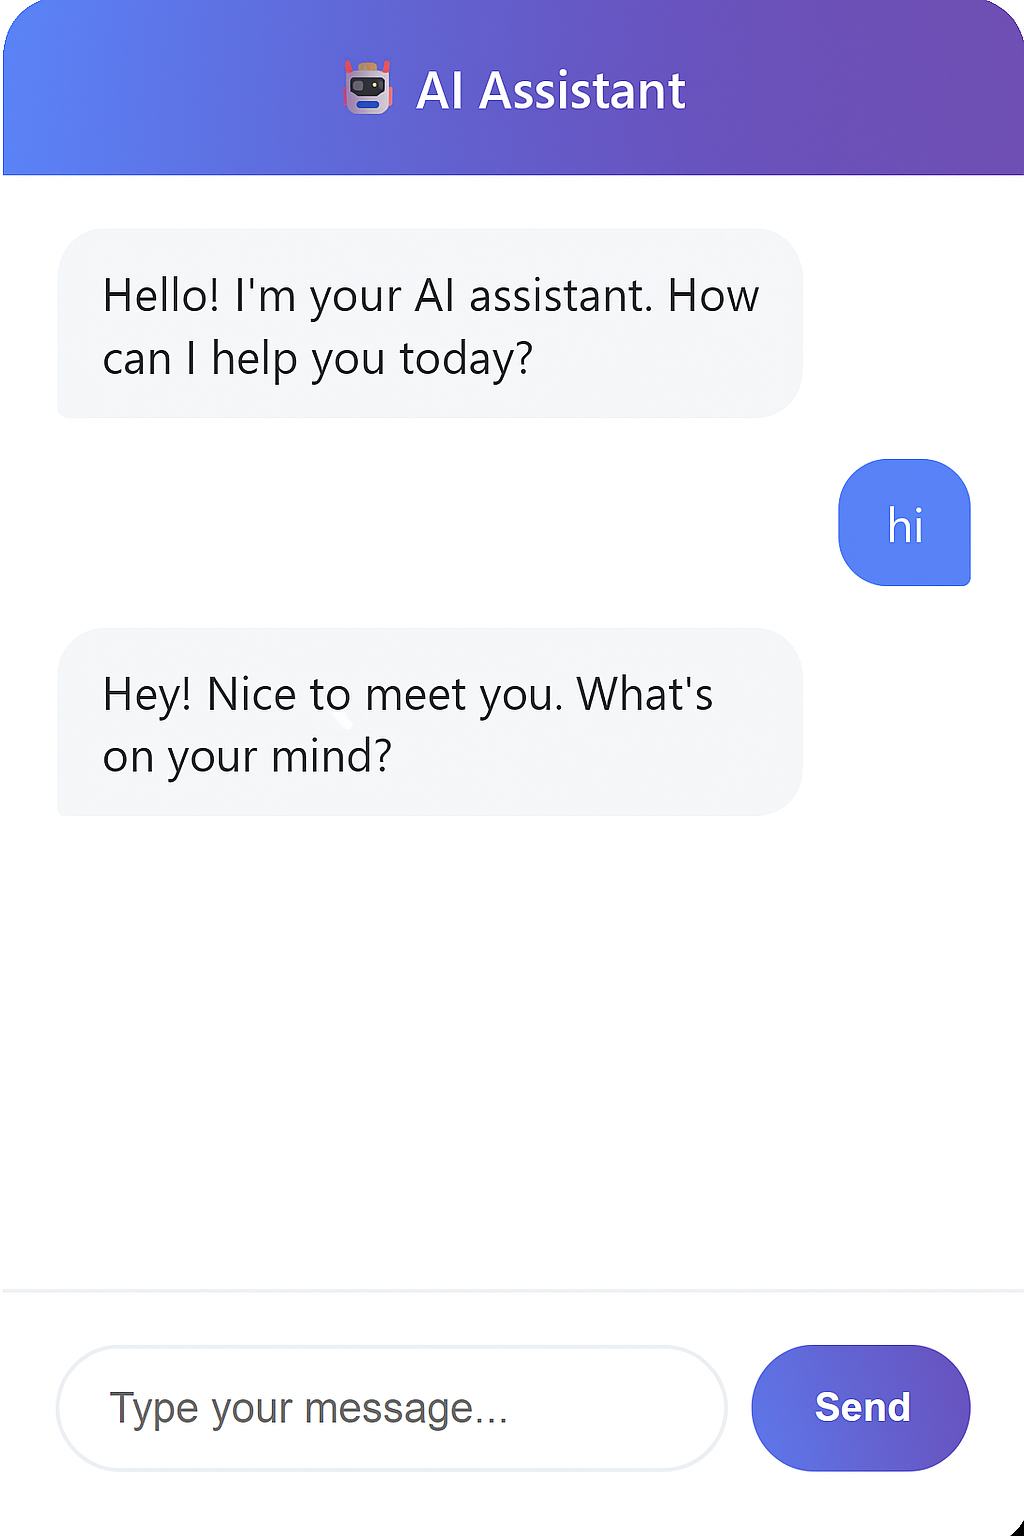 AI Assistant
Hello! I'm your AI assistant. How
can I help you today?
hi
Hey! Nice to meet you. What's
on your mind?
Type your message...
Send